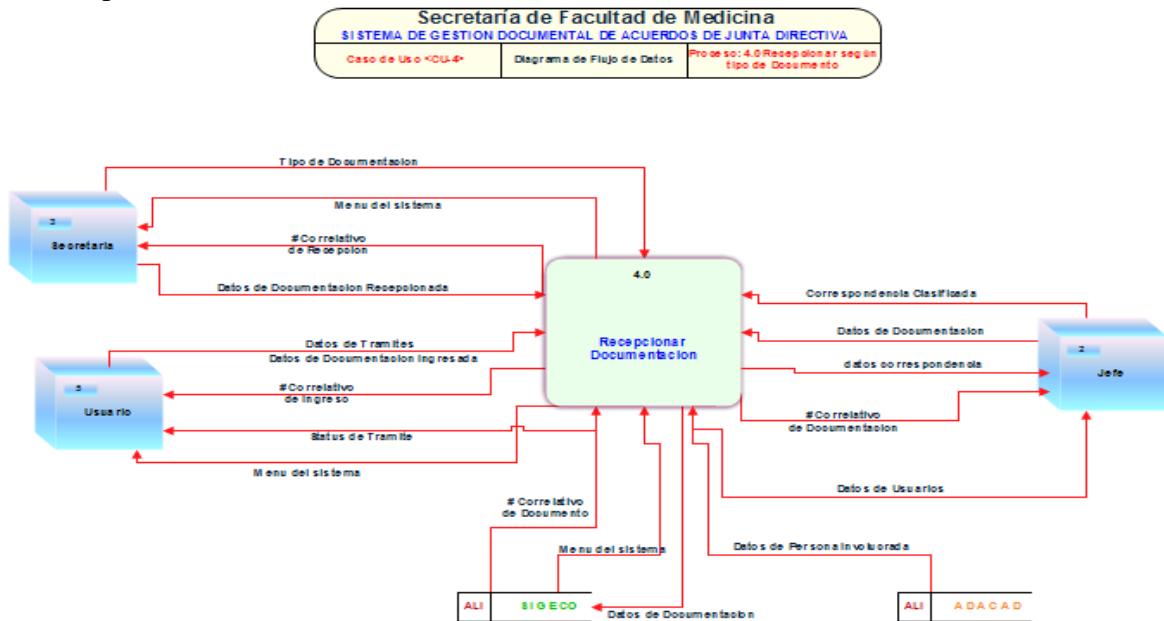 Secretaría de Facultad de Medicina
SISTEMA DE GESTION DOCUMENTAL DE ACUERDOS DE JUNTA DIRECTIVA
Caso de Uso <CU-4>
Diagrama de Flujo de Datos
Proceso: 4.0 Recepcionar según
tipo de Documento
Tipo de Documentacion
Menu del sistema
3
Secretaria
#Correlativo
de Recepcion
Datos de Documentacion Recepcionada
4.0
Recepcionar
Documentacion
Correspondencia Clasificada
Datos de Documentacion
2
Jefe
datos correspondencia
#Correlativo
de Documentacion
Datos de Usuarios
Datos de Tramites
Datos de Documentacion Ingresada
Usuario
#Correlativo
de Ingreso
Status de Tramite
Menu del sistema
# Correlativo
de Documento
Menu del sistema
Datos de Persona Involucrada
ALI
SIGECO
Datos de Documentacion
ALI
ADACAD